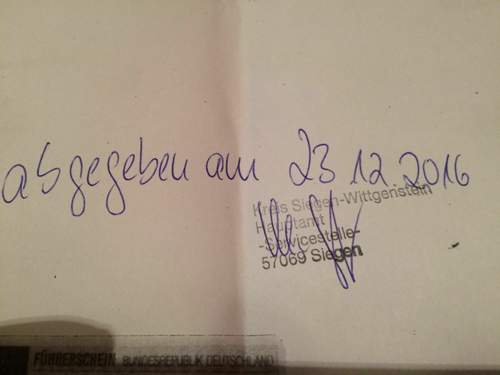 abgegeben am 23.12.2016
Kreis Siegen-Wittgenstein
Hauptamt
-Servicestelle-
57069 Siegen
FÜHRERSCHEIN BUNDESREPUBLIK DEUTSCHLAND